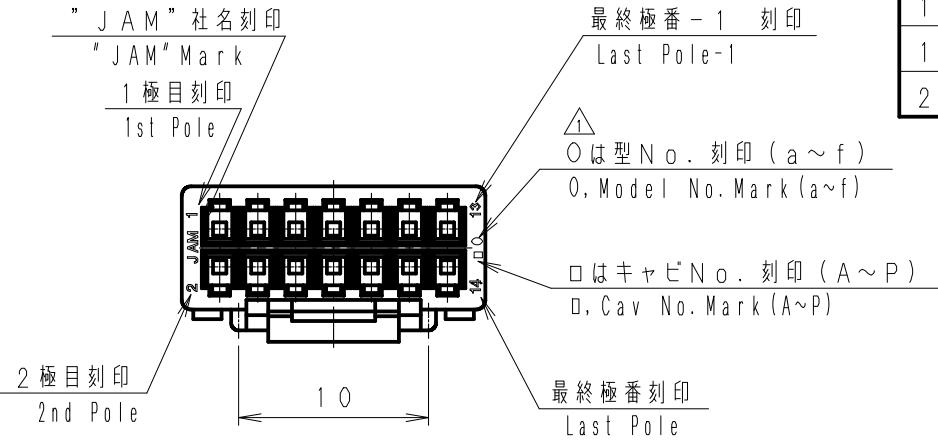 ”ＪＡＭ”社名刻印
"JAM"Mark
1極目刻印
1st Pole
最終極番－１　刻印
Last Pole-1
1
○は型Ｎｏ．刻印（ａ～ｆ）
O,Model No.Mark(a~f)
□はキャビＮｏ．刻印（Ａ～Ｐ）
□,Cav No.Mark(A~P)
1
JAM
2
13
○
□
14
2極目刻印
2nd Pole
10
最終極番刻印
Last Pole
1
1
2